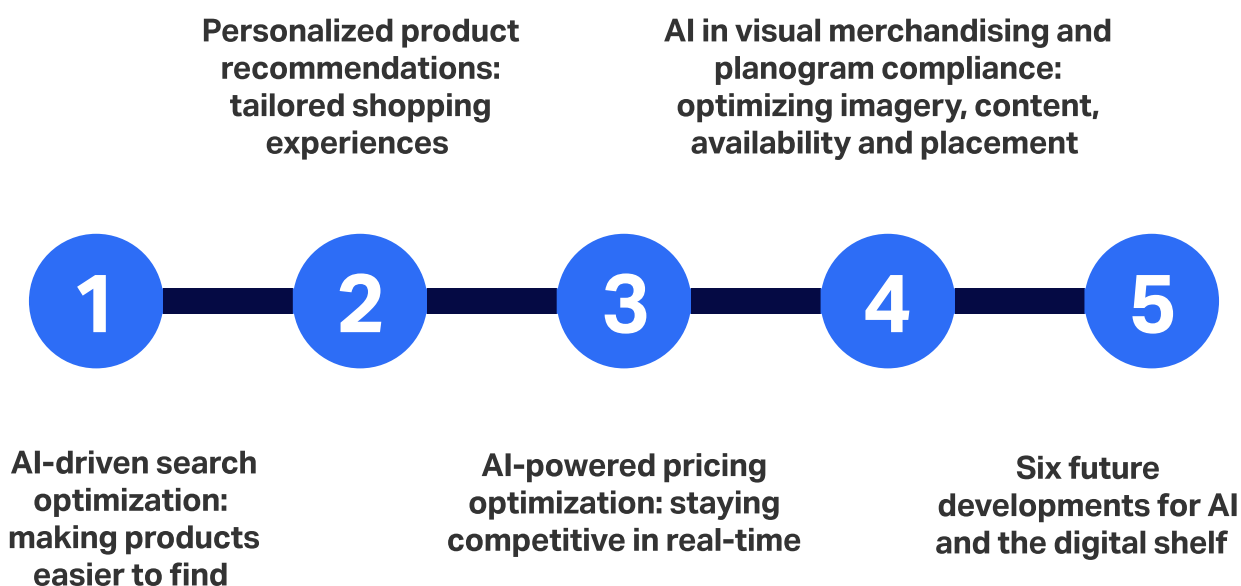 Personalized product
recommendations:
tailored shopping
experiences
AI in visual merchandising and
planogram compliance:
optimizing imagery, content,
availability and placement
1
2
3
4
5
AI-driven search
optimization:
making products
easier to find
AI-powered pricing
optimization: staying
competitive in real-time
Six future
developments for AI
and the digital shelf